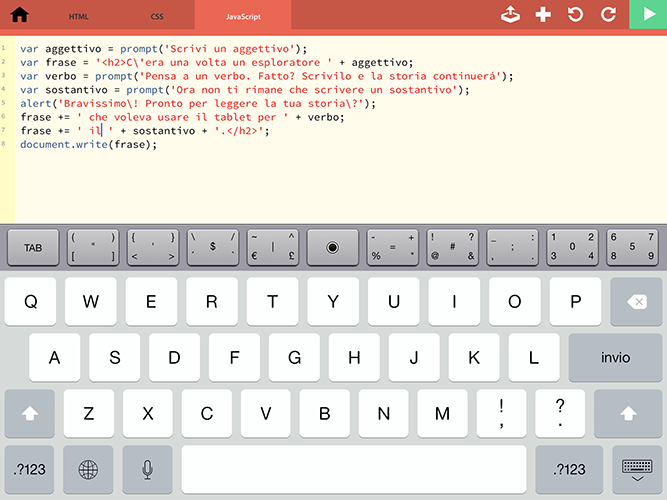 HTML CSS JavaScript
1 var aggettivo = prompt('Scrivi un aggettivo');
2 var frase = '<h2>C\'era una volta un esploratore ' + aggettivo;
3 var verbo = prompt('Pensa a un verbo. Fatto? Scrivilo e la storia continuerá');
4 var sostantivo = prompt('Ora non ti rimane che scrivere un sostantivo');
5 alert('Bravissimo\! Pronto per leggere la tua storia\?');
6 frase += ' che voleva usare il tablet per ' + verbo;
7 frase += ' il ' + sostantivo + '.</h2>';
8 document.write(frase);
( ) { } \ / ~ ^ - + ! ? _ : 1 2 6 7 8
TAB " ' $ | = # ; 0 5
[ ] < > . , € £ % * @ & . , 3 4 9
Q W E R T Y U I O P
A S D F G H J K L invio
Z X C V B N M ! , ? .
.?123 .?123